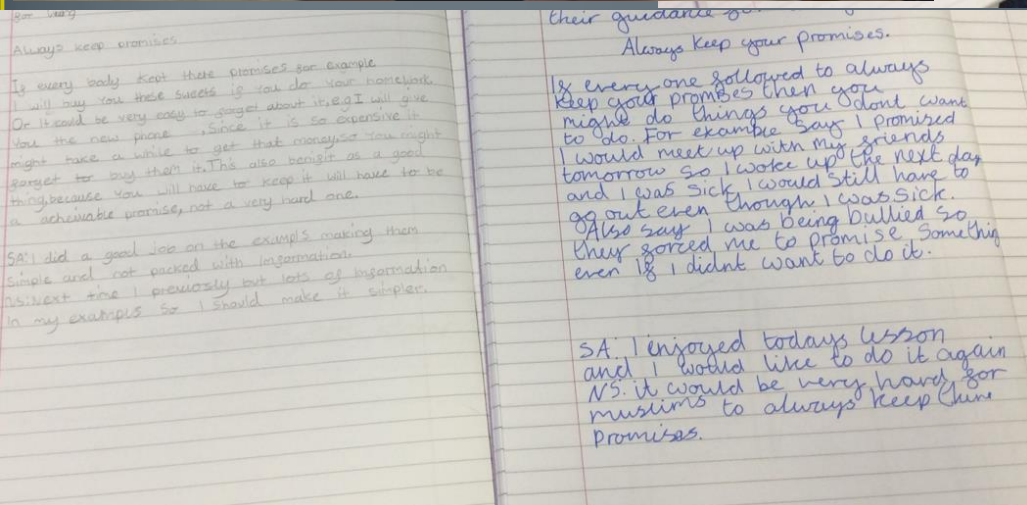 Always keep promises
If every body kept there promises for example
I will buy you these sweets if you do your homework.
Or it could be very easy to forget about it, e.g I will give
you the new phone , Since it is so expensive it
might take a while to get that money, so you might
forget to buy them it. This also benifit as a good
thing, because you will have to keep it will have to be
a acheivable promise, not a very hard one.
SA: I did a good job on the exampls making them
simple and not packed with information.
NS: Next time I previously put lots of information
in my exampls so I should make it simpler.
their guidance
Always keep your promises.
If everyone followed to always
keep your promises then you
might do things you dont want
to do. For example say I promised
I would meet up with my friends
tomorrow so I woke up the next day
and I was sick I would still have to
go out even though I was sick.
Also say I was being bullied so
they forced me to promise something
even if I didnt want to do it.
SA: I enjoyed todays lesson
and I would like to do it again
NS: it would be very hard for
muslims to always keep there
promises.